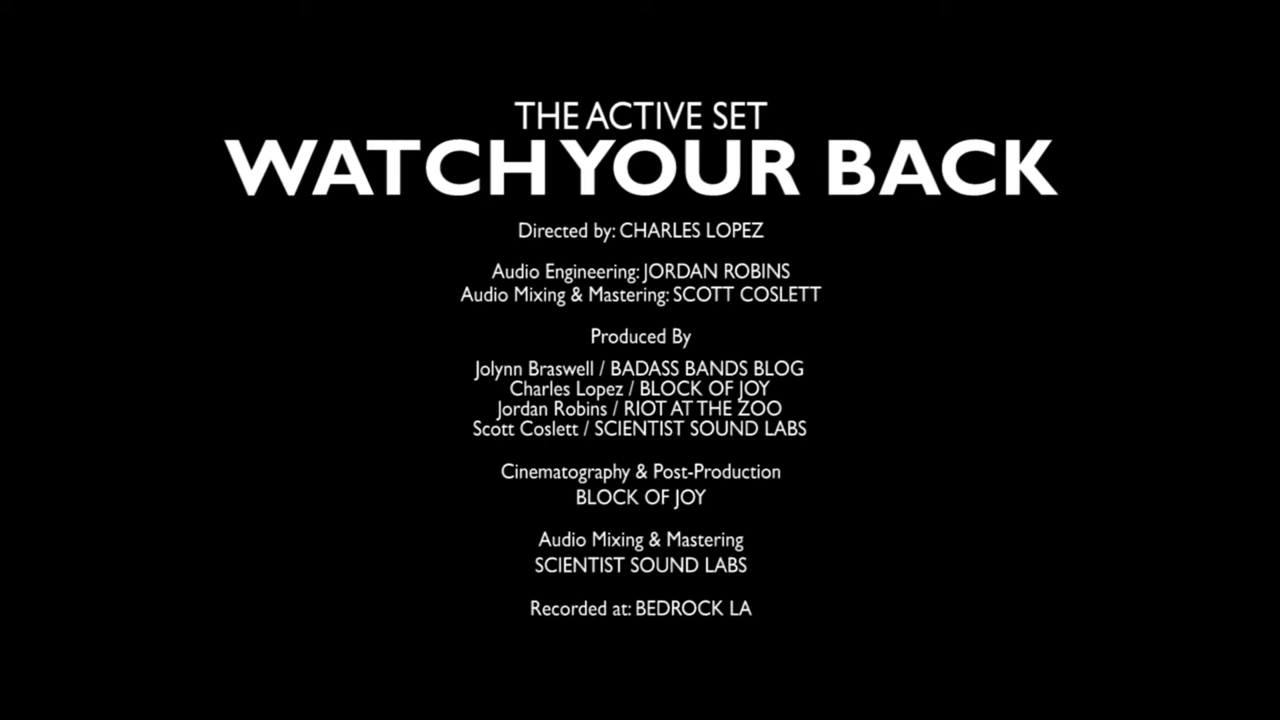 THE ACTIVE SET
WATCH YOUR BACK
Directed by: CHARLES LOPEZ
Audio Engineering: JORDAN ROBINS
Audio Mixing & Mastering: SCOTT COSLETT
Produced By
Jolynn Braswell / BADASS BANDS BLOG
Charles Lopez / BLOCK OF JOY
Jordan Robins / RIOT AT THE ZOO
Scott Coslett / SCIENTIST SOUND LABS
Cinematography & Post-Production
BLOCK OF JOY
Audio Mixing & Mastering
SCIENTIST SOUND LABS
Recorded at: BEDROCK LA